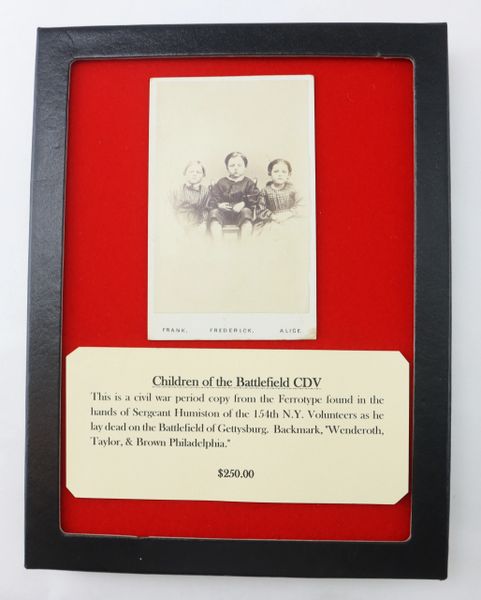 FRANK. FREDERICK. ALICE.
Children of the Battlefield CDV
This is a civil war period copy from the Ferrotype found in the
hands of Sergeant Humiston of the 154th N.Y. Volunteers as he
lay dead on the Battlefield of Gettysburg. Backmark, "Wenderoth,
Taylor, & Brown Philadelphia."
$250.00